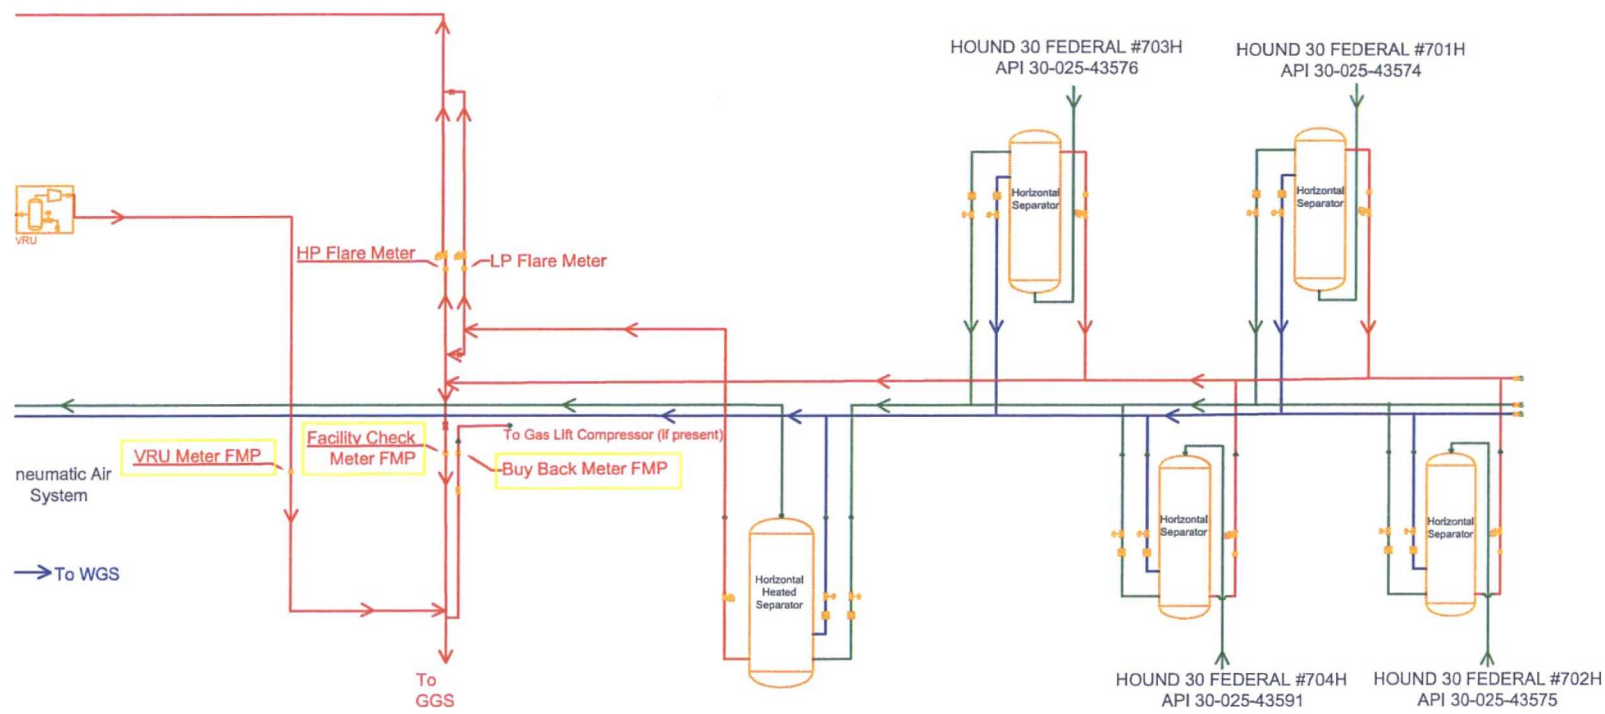 HOUND 30 FEDERAL #703H
API 30-025-43576
HOUND 30 FEDERAL #701H
API 30-025-43574
Horizontal
Separator
Horizontal
Separator
VRU
HP Flare Meter
LP Flare Meter
To Gas Lift Compressor (if present)
Facility Check
Meter FMP
VRU Meter FMP
Buy Back Meter FMP
neumatic Air
System
Horizontal
Separator
Horizontal
Separator
To WGS
Horizontal
Heated
Separator
To
GGS
HOUND 30 FEDERAL #704H
API 30-025-43591
HOUND 30 FEDERAL #702H
API 30-025-43575